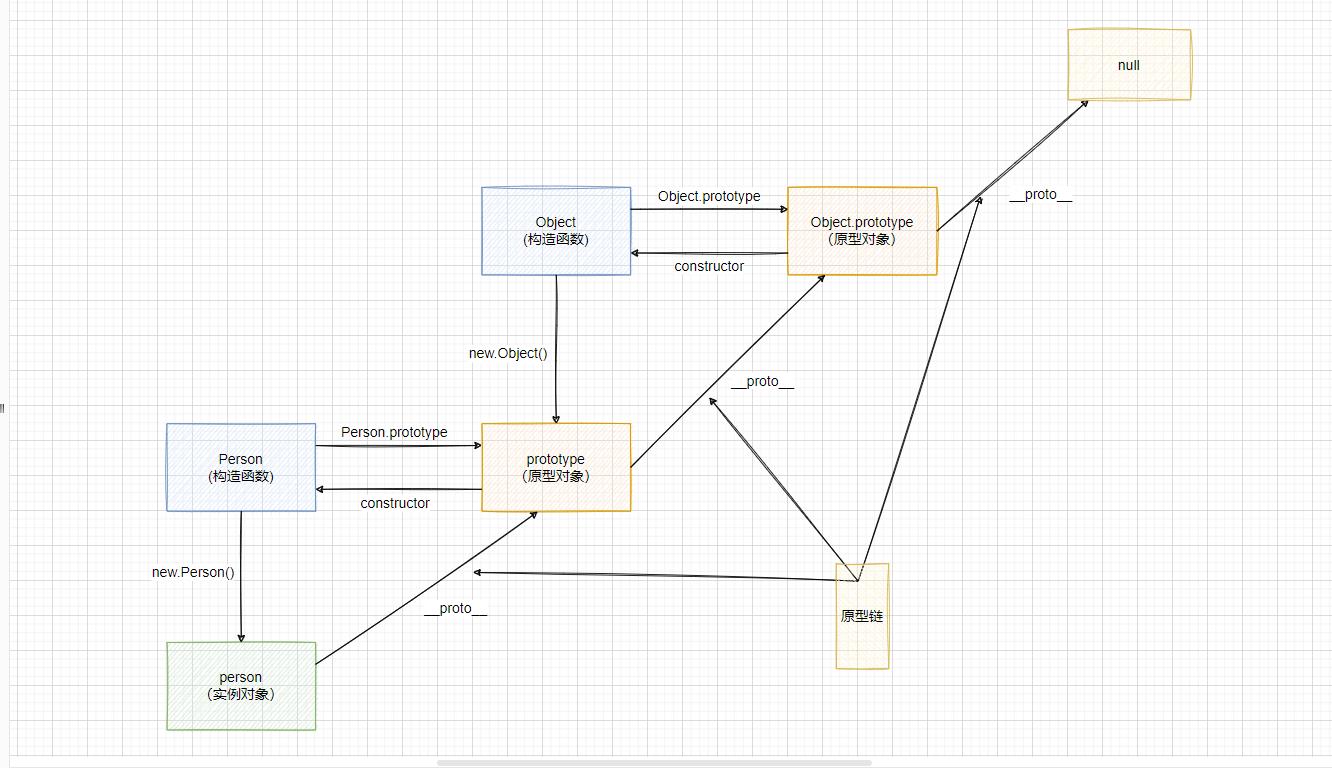 null
Object.prototype
__proto__
Object
(构造函数)
Object.prototype
（原型对象）
constructor
new.Object()
__proto__
Person.prototype
Person
(构造函数)
prototype
（原型对象）
constructor
new.Person()
__proto__
原型链
person
（实例对象）